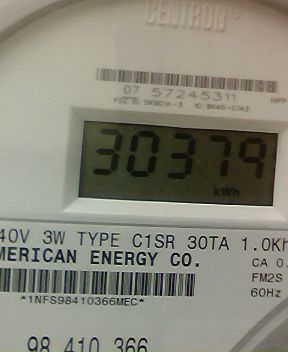 CENTRON
07 57245311
HPP
30379
kWh
40V 3W TYPE C1SR 30TA 1.0Kh
MERICAN ENERGY CO.
CA 0.
FM2S
*1NFS98410366MEC*
60Hz
98 410 366